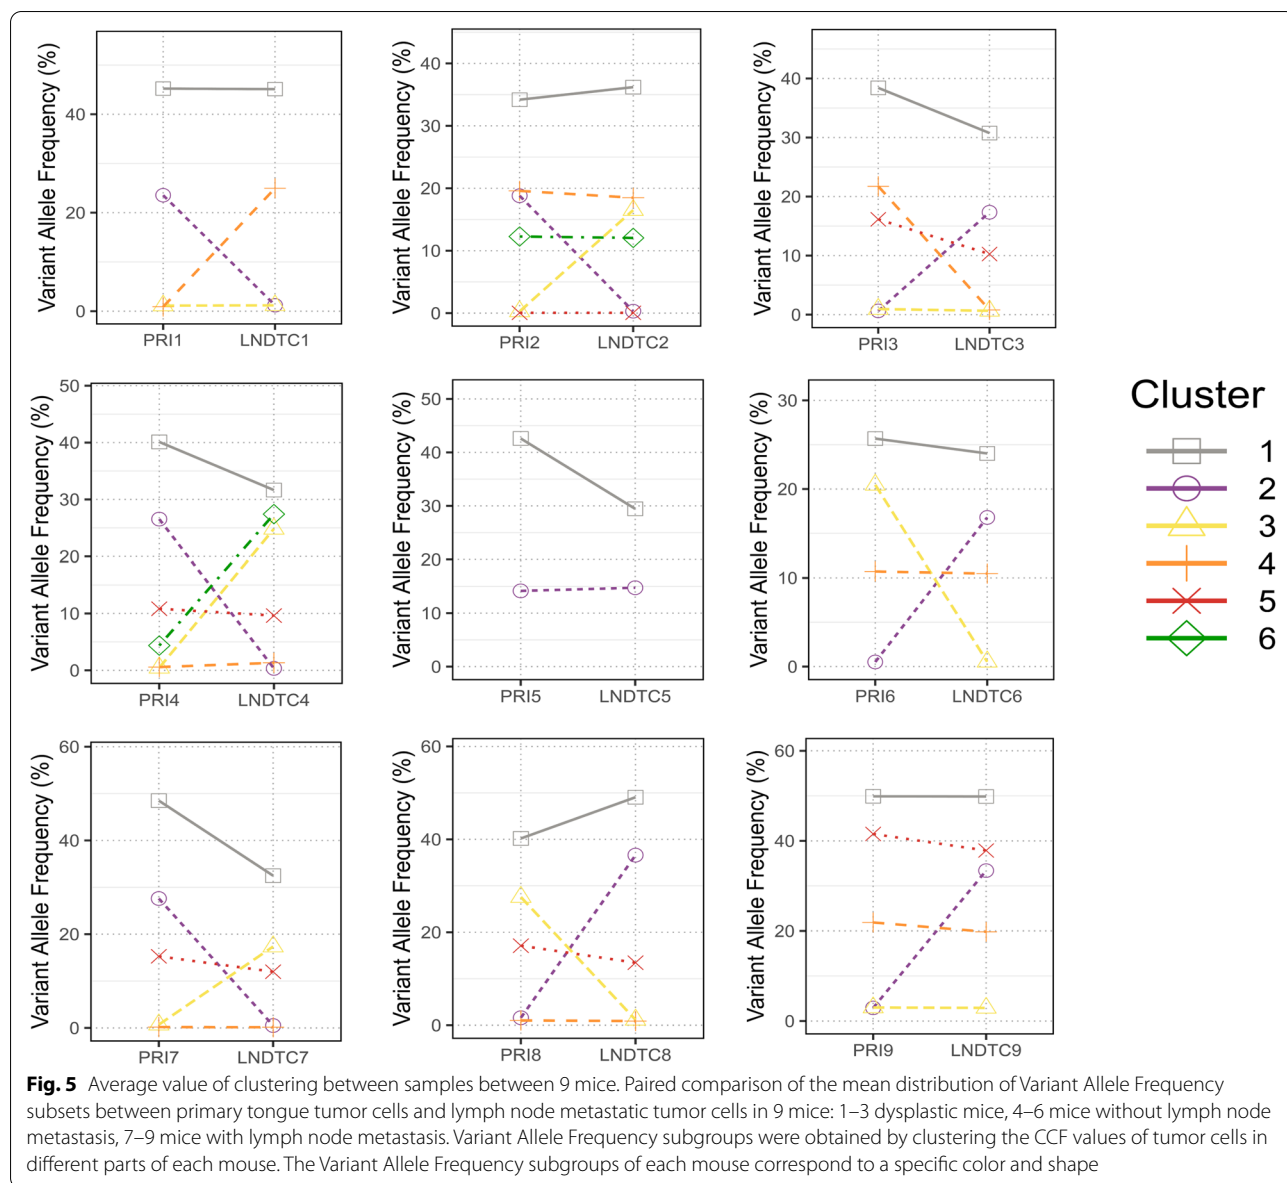 Variant Allele Frequency (%)
40
20
0
PRI1 LNDTC1
Variant Allele Frequency (%)
40
30
20
10
0
PRI2 LNDTC2
Variant Allele Frequency (%)
40
30
20
10
0
PRI3 LNDTC3
Variant Allele Frequency (%)
50
40
30
20
10
0
PRI4 LNDTC4
Variant Allele Frequency (%)
50
40
30
20
10
0
PRI5 LNDTC5
Variant Allele Frequency (%)
30
20
10
0
PRI6 LNDTC6
Cluster
1
2
3
4
5
6
Variant Allele Frequency (%)
60
40
20
0
PRI7 LNDTC7
Variant Allele Frequency (%)
60
40
20
0
PRI8 LNDTC8
Variant Allele Frequency (%)
60
40
20
0
PRI9 LNDTC9
Fig. 5 Average value of clustering between samples between 9 mice. Paired comparison of the mean distribution of Variant Allele Frequency
subsets between primary tongue tumor cells and lymph node metastatic tumor cells in 9 mice: 1–3 dysplastic mice, 4–6 mice without lymph node
metastasis, 7–9 mice with lymph node metastasis. Variant Allele Frequency subgroups were obtained by clustering the CCF values of tumor cells in
different parts of each mouse. The Variant Allele Frequency subgroups of each mouse correspond to a specific color and shape